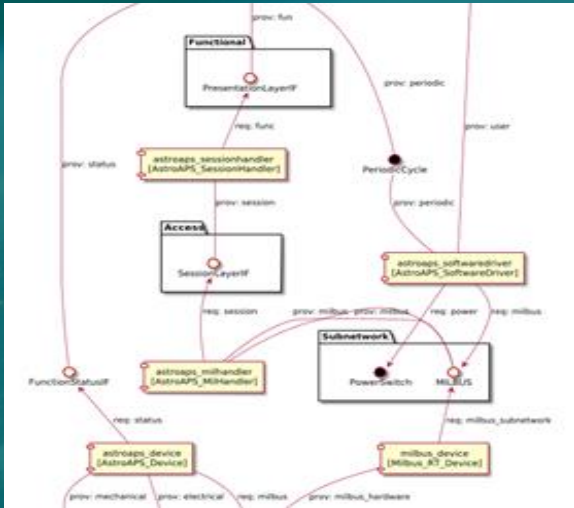 prov: fun
Functional
PresentationLayerIF
prov: periodic
req: func
prov: user
astroaps_sessionhandler
[AstroAPS_SessionHandler]
prov: status
PeriodicCycle
prov: session
prov: periodic
Access
SessionLayerIF
astroaps_softwaredriver
[AstroAPS_SoftwareDriver]
req: session
prov: milbus
prov: milbus
req: power
req: milbus
Subnetwork
astroaps_milhandler
[AstroAPS_MilHandler]
FunctionStatusIF
PowerSwitch
MILBUS
req: status
req: milbus_subnetwork
astroaps_device
[AstroAPS_Device]
milbus_device
[Milbus_RT_Device]
prov: mechanical
prov: electrical
req: milbus
prov: milbus_hardware